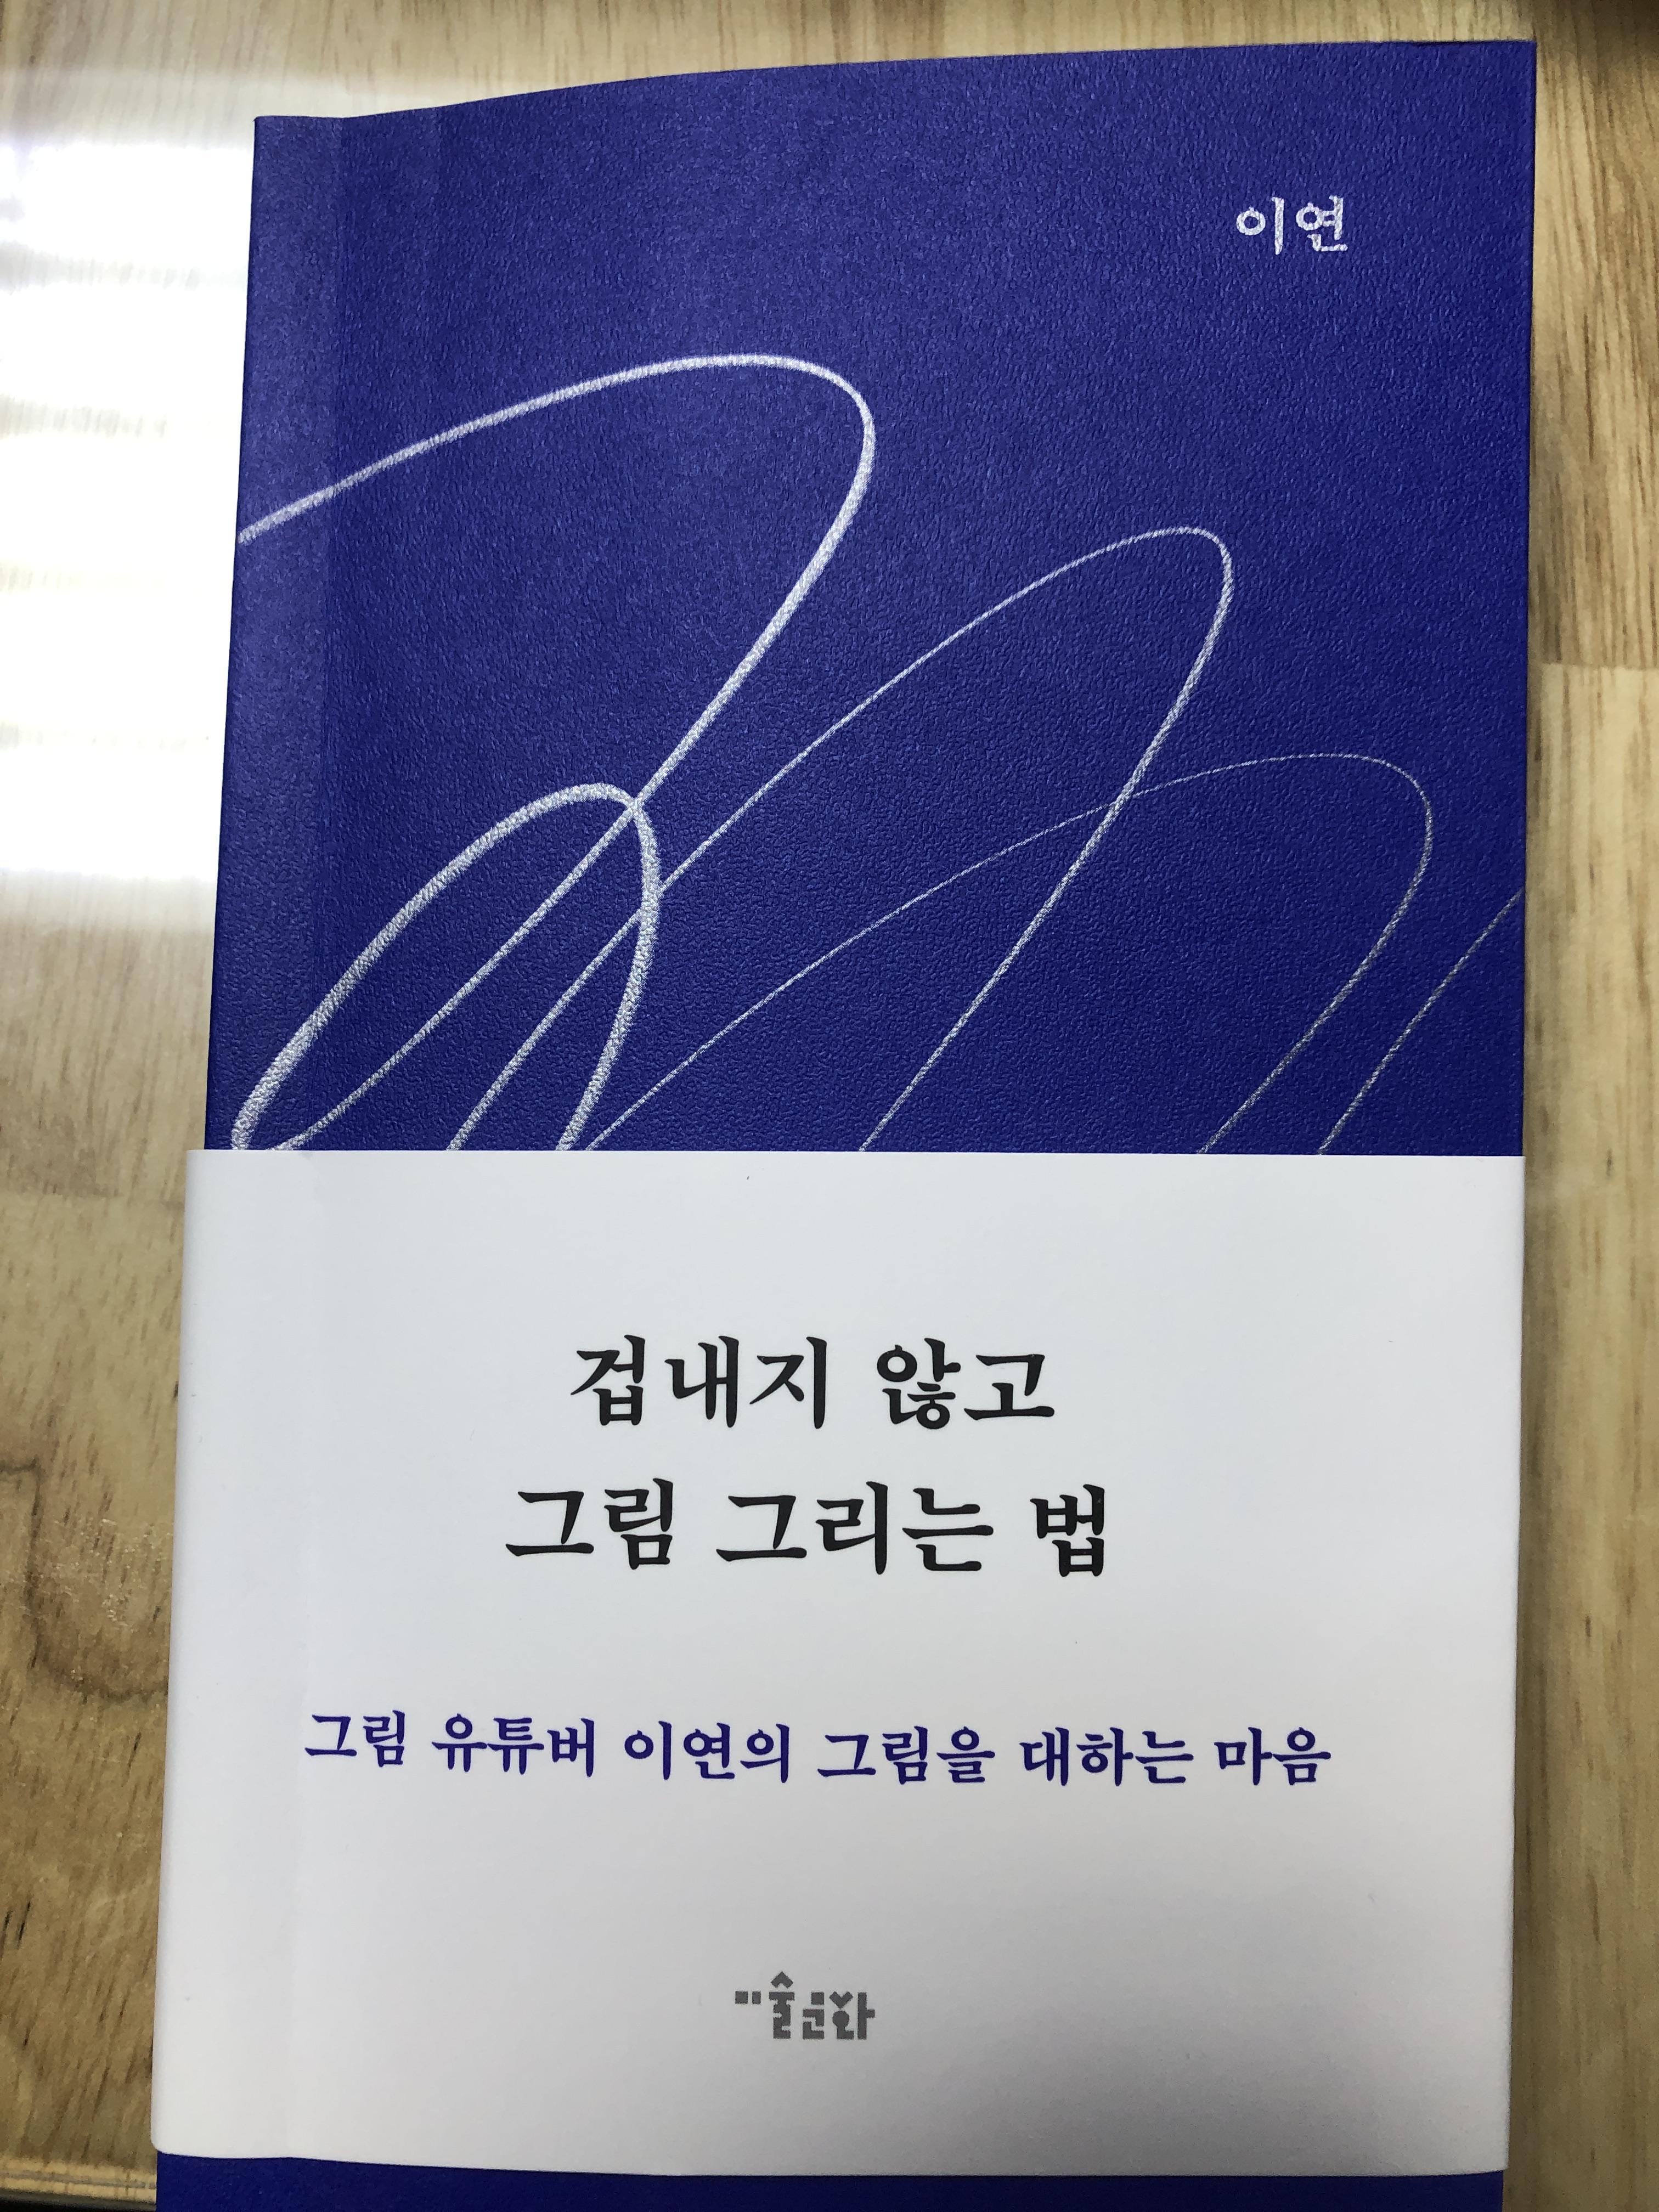 이연
겁내지 않고
그림 그리는 법
그림 유튜버 이연의 그림을 대하는 마음
미술문화